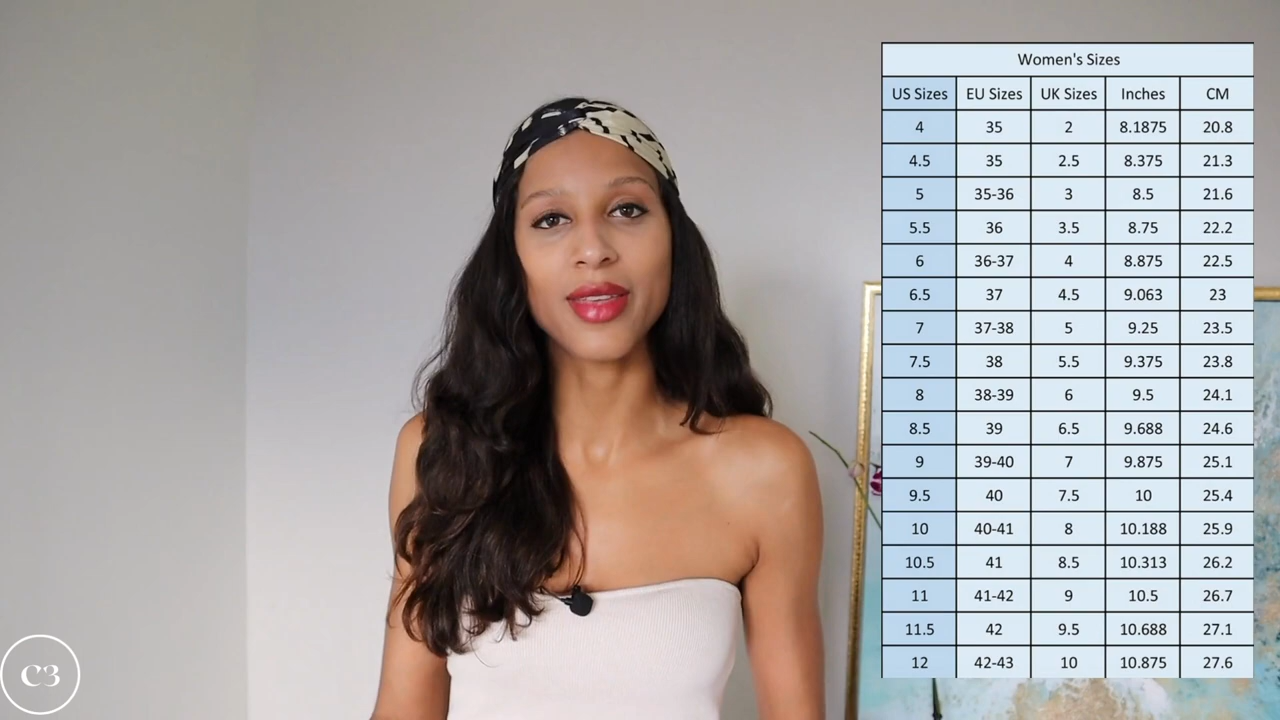 Women's Sizes
US Sizes EU Sizes UK Sizes Inches CM
4 35 2 8.1875 20.8
4.5 35 2.5 8.375 21.3
5 35-36 3 8.5 21.6
5.5 36 3.5 8.75 22.2
6 36-37 4 8.875 22.5
6.5 37 4.5 9.063 23
7 37-38 5 9.25 23.5
7.5 38 5.5 9.375 23.8
8 38-39 6 9.5 24.1
8.5 39 6.5 9.688 24.6
9 39-40 7 9.875 25.1
9.5 40 7.5 10 25.4
10 40-41 8 10.188 25.9
10.5 41 8.5 10.313 26.2
11 41-42 9 10.5 26.7
11.5 42 9.5 10.688 27.1
12 42-43 10 10.875 27.6
C3